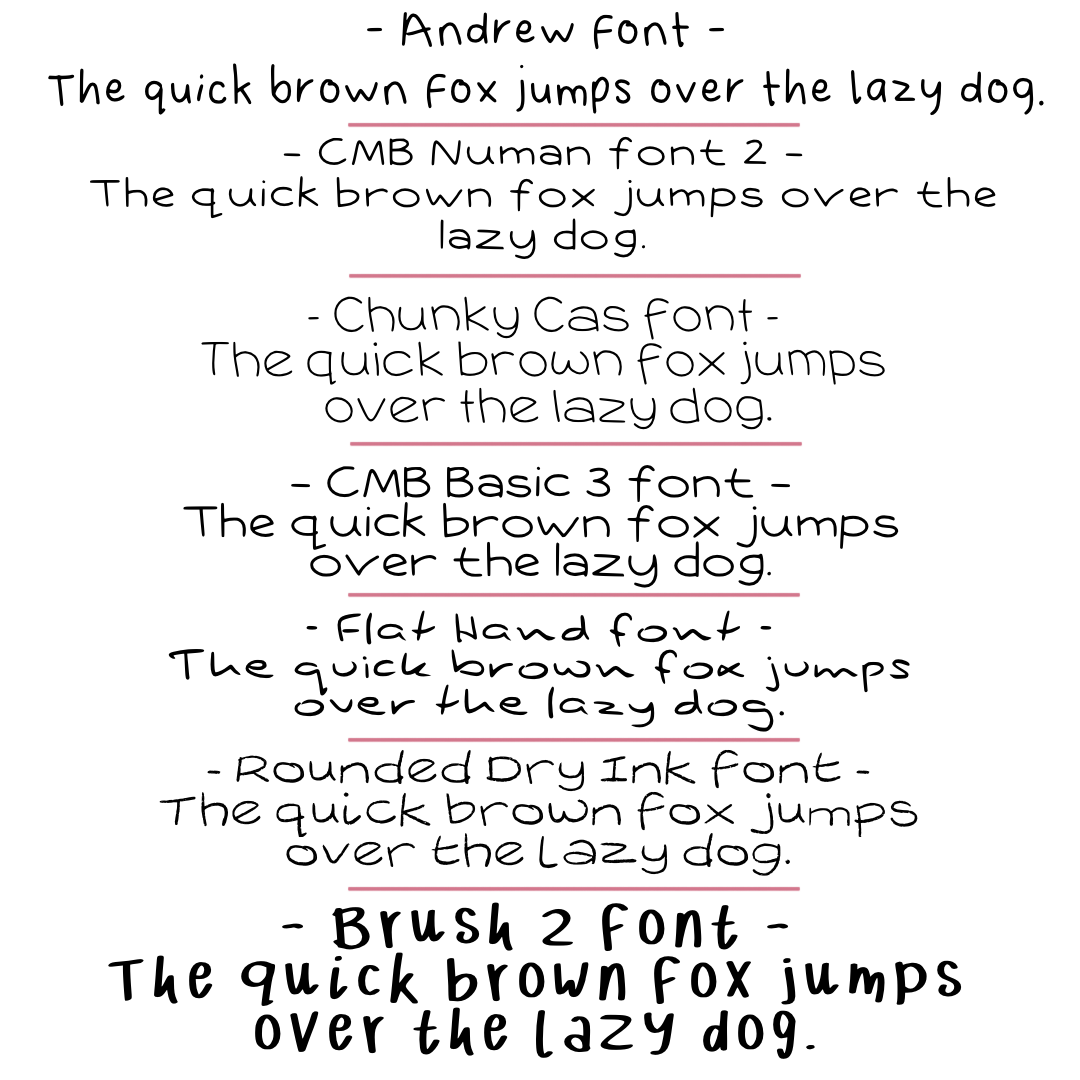 - Andrew font -
The quick brown fox jumps over the lazy dog.
- CMB Numan font 2 -
The quick brown fox jumps over the
lazy dog.
- Chunky Cas font -
The quick brown fox jumps
over the lazy dog.
- CMB Basic 3 font -
The quick brown fox jumps
over the lazy dog.
- Flat Hand font -
The quick brown fox jumps
over the lazy dog.
- Rounded Dry Ink font -
The quick brown fox jumps
over the lazy dog.
- Brush 2 font -
The quick brown fox jumps
over the lazy dog.